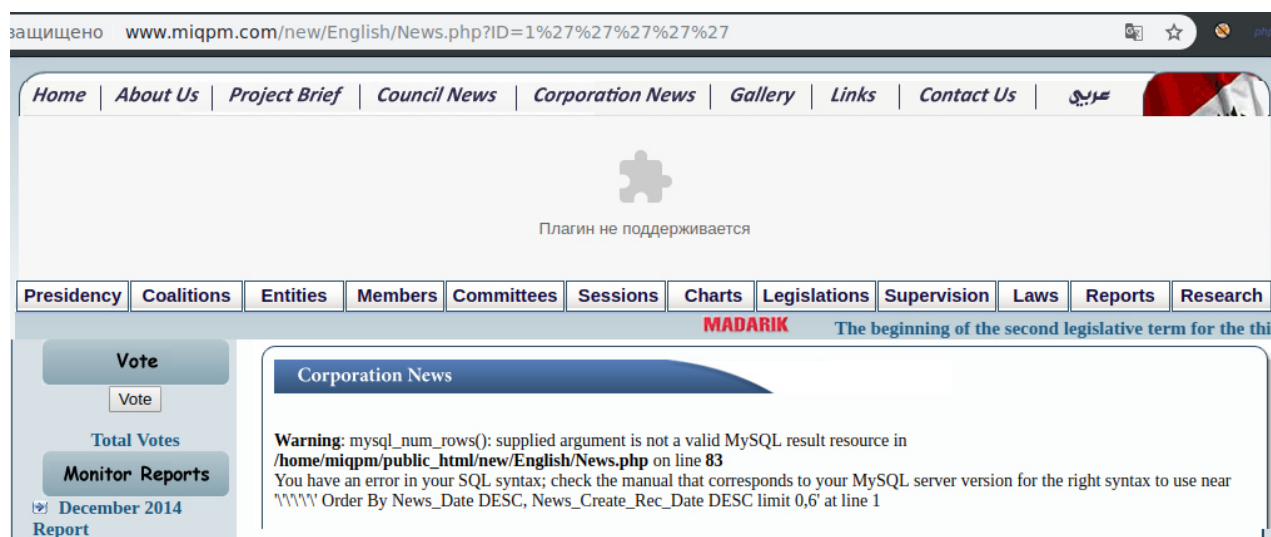 защищено www.miqpm.com/new/English/News.php?ID=1%27%27%27%27%27
Home | About Us | Project Brief | Council News | Corporation News | Gallery | Links | Contact Us | عربي
Плагин не поддерживается
Presidency Coalitions Entities Members Committees Sessions Charts Legislations Supervision Laws Reports Research
MADARIK The beginning of the second legislative term for the thi
Vote
Vote
Total Votes
Monitor Reports
December 2014
Report
Corporation News
Warning: mysql_num_rows(): supplied argument is not a valid MySQL result resource in
/home/miqpm/public_html/new/English/News.php on line 83
You have an error in your SQL syntax; check the manual that corresponds to your MySQL server version for the right syntax to use near
'\'\'\'\'\' Order By News_Date DESC, News_Create_Rec_Date DESC limit 0,6' at line 1